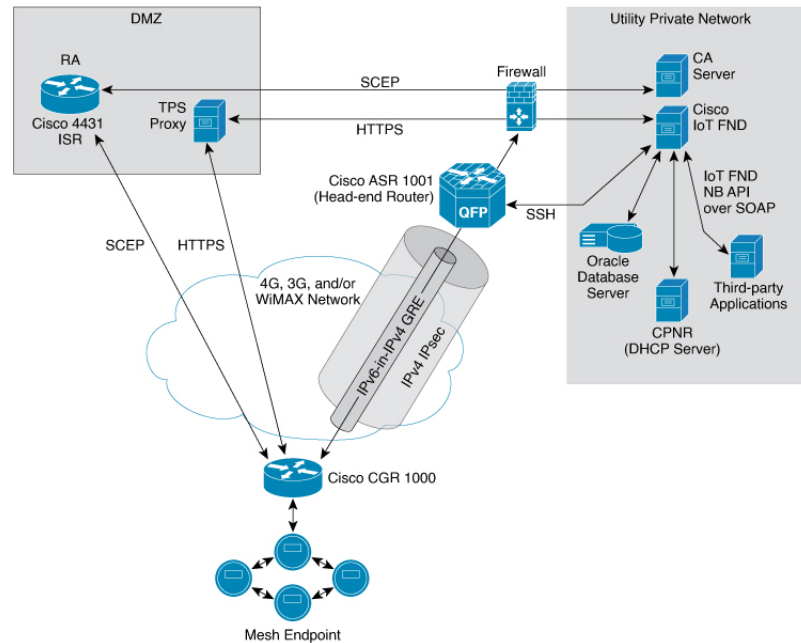 DMZ
Utility Private Network
RA
Cisco 4431
ISR
TPS
Proxy
SCEP
HTTPS
Firewall
CA
Server
Cisco
IoT FND
Cisco ASR 1001
(Head-end Router)
QFP
SSH
IoT FND
NB API
over SOAP
Oracle
Database
Server
Third-party
Applications
CPNR
(DHCP Server)
SCEP
HTTPS
4G, 3G, and/or
WiMAX Network
IPv6-in-IPv4 GRE
IPv4 IPsec
Cisco CGR 1000
Mesh Endpoint